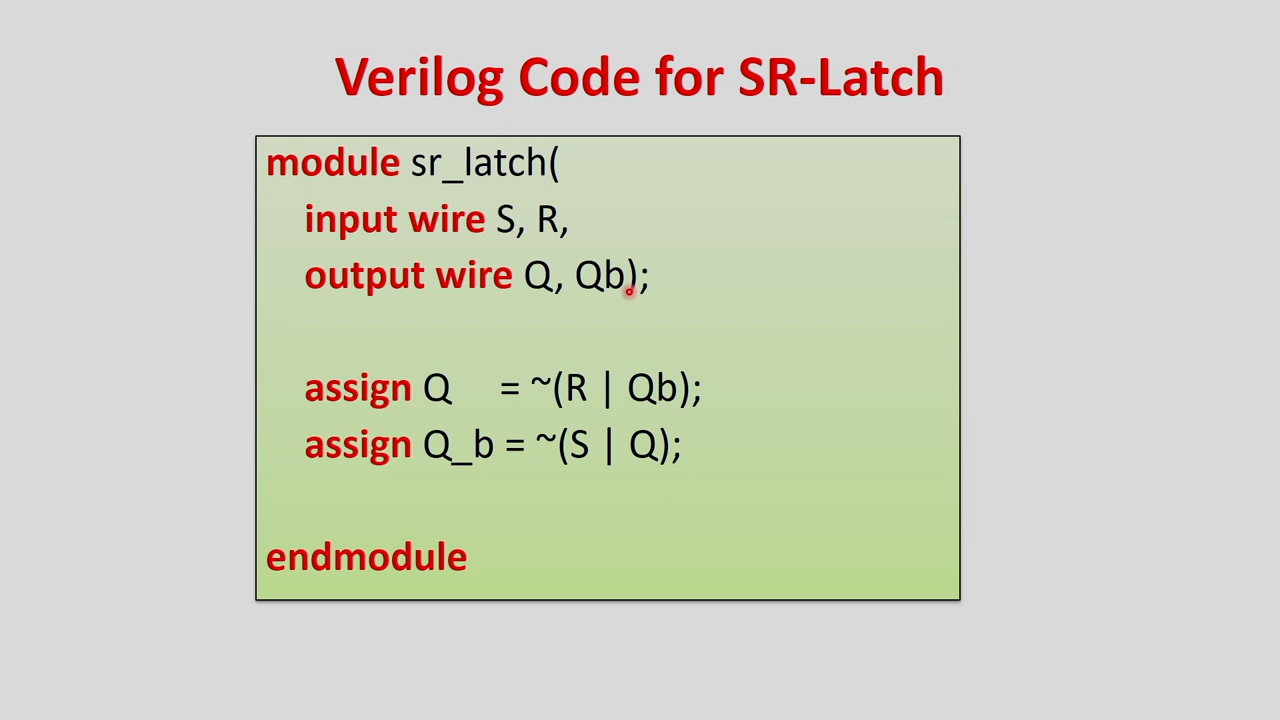 Verilog Code for SR-Latch
module sr_latch(
input wire S, R,
output wire Q, Qb);
assign Q = ~(R | Qb);
assign Q_b = ~(S | Q);
endmodule